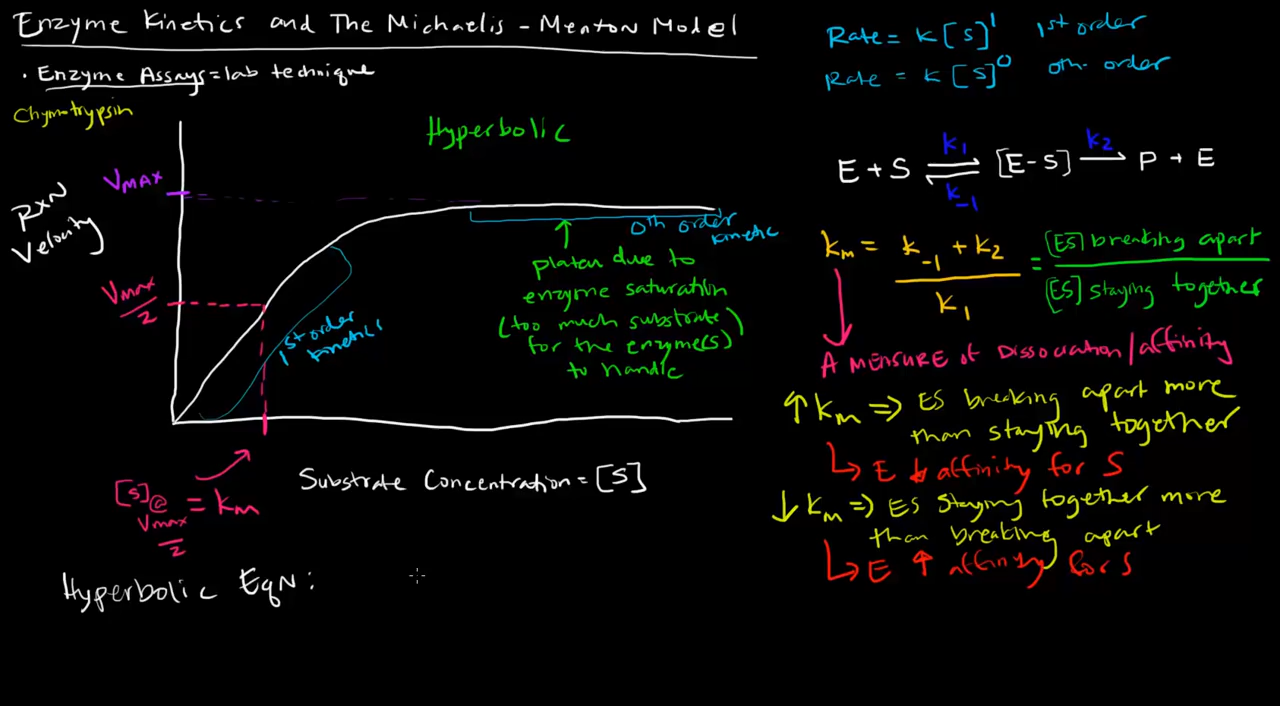 Enzyme Kinetics and The Michaelis-Menton Model
• Enzyme Assays = lab technique
Chymotrypsin
Hyperbolic
VMAX
RXN
Velocity
VMAX/2
1st order
kinetics
0th order
kinetic
plateu due to
enzyme saturation
(too much substrate)
for the enzyme(s)
to handle
[S]@ VMAX/2 = KM
Substrate Concentration = [S]
Hyperbolic EqN:
Rate = K[S]^1 1st order
Rate = K[S]^0 0th order
E + S ⇌ [E-S] → P + E
K1
K-1
K2
KM = K-1 + K2 / K1 = [ES] breaking apart / [ES] staying together
A MEASURE of Dissociation/affinity
↑ KM ⇒ ES breaking apart more
than staying together
↳ E ↓ affinity for S
↓ KM ⇒ ES Staying together more
than breaking apart
↳ E ↑ affinity for S